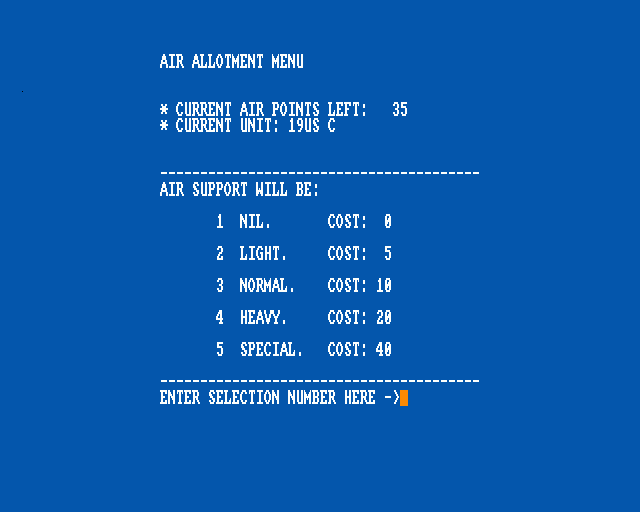 AIR ALLOTMENT MENU
* CURRENT AIR POINTS LEFT: 35
* CURRENT UNIT: 19US C
----------------------------------------
AIR SUPPORT WILL BE:
1 NIL. COST: 0
2 LIGHT. COST: 5
3 NORMAL. COST: 10
4 HEAVY. COST: 20
5 SPECIAL. COST: 40
----------------------------------------
ENTER SELECTION NUMBER HERE ->